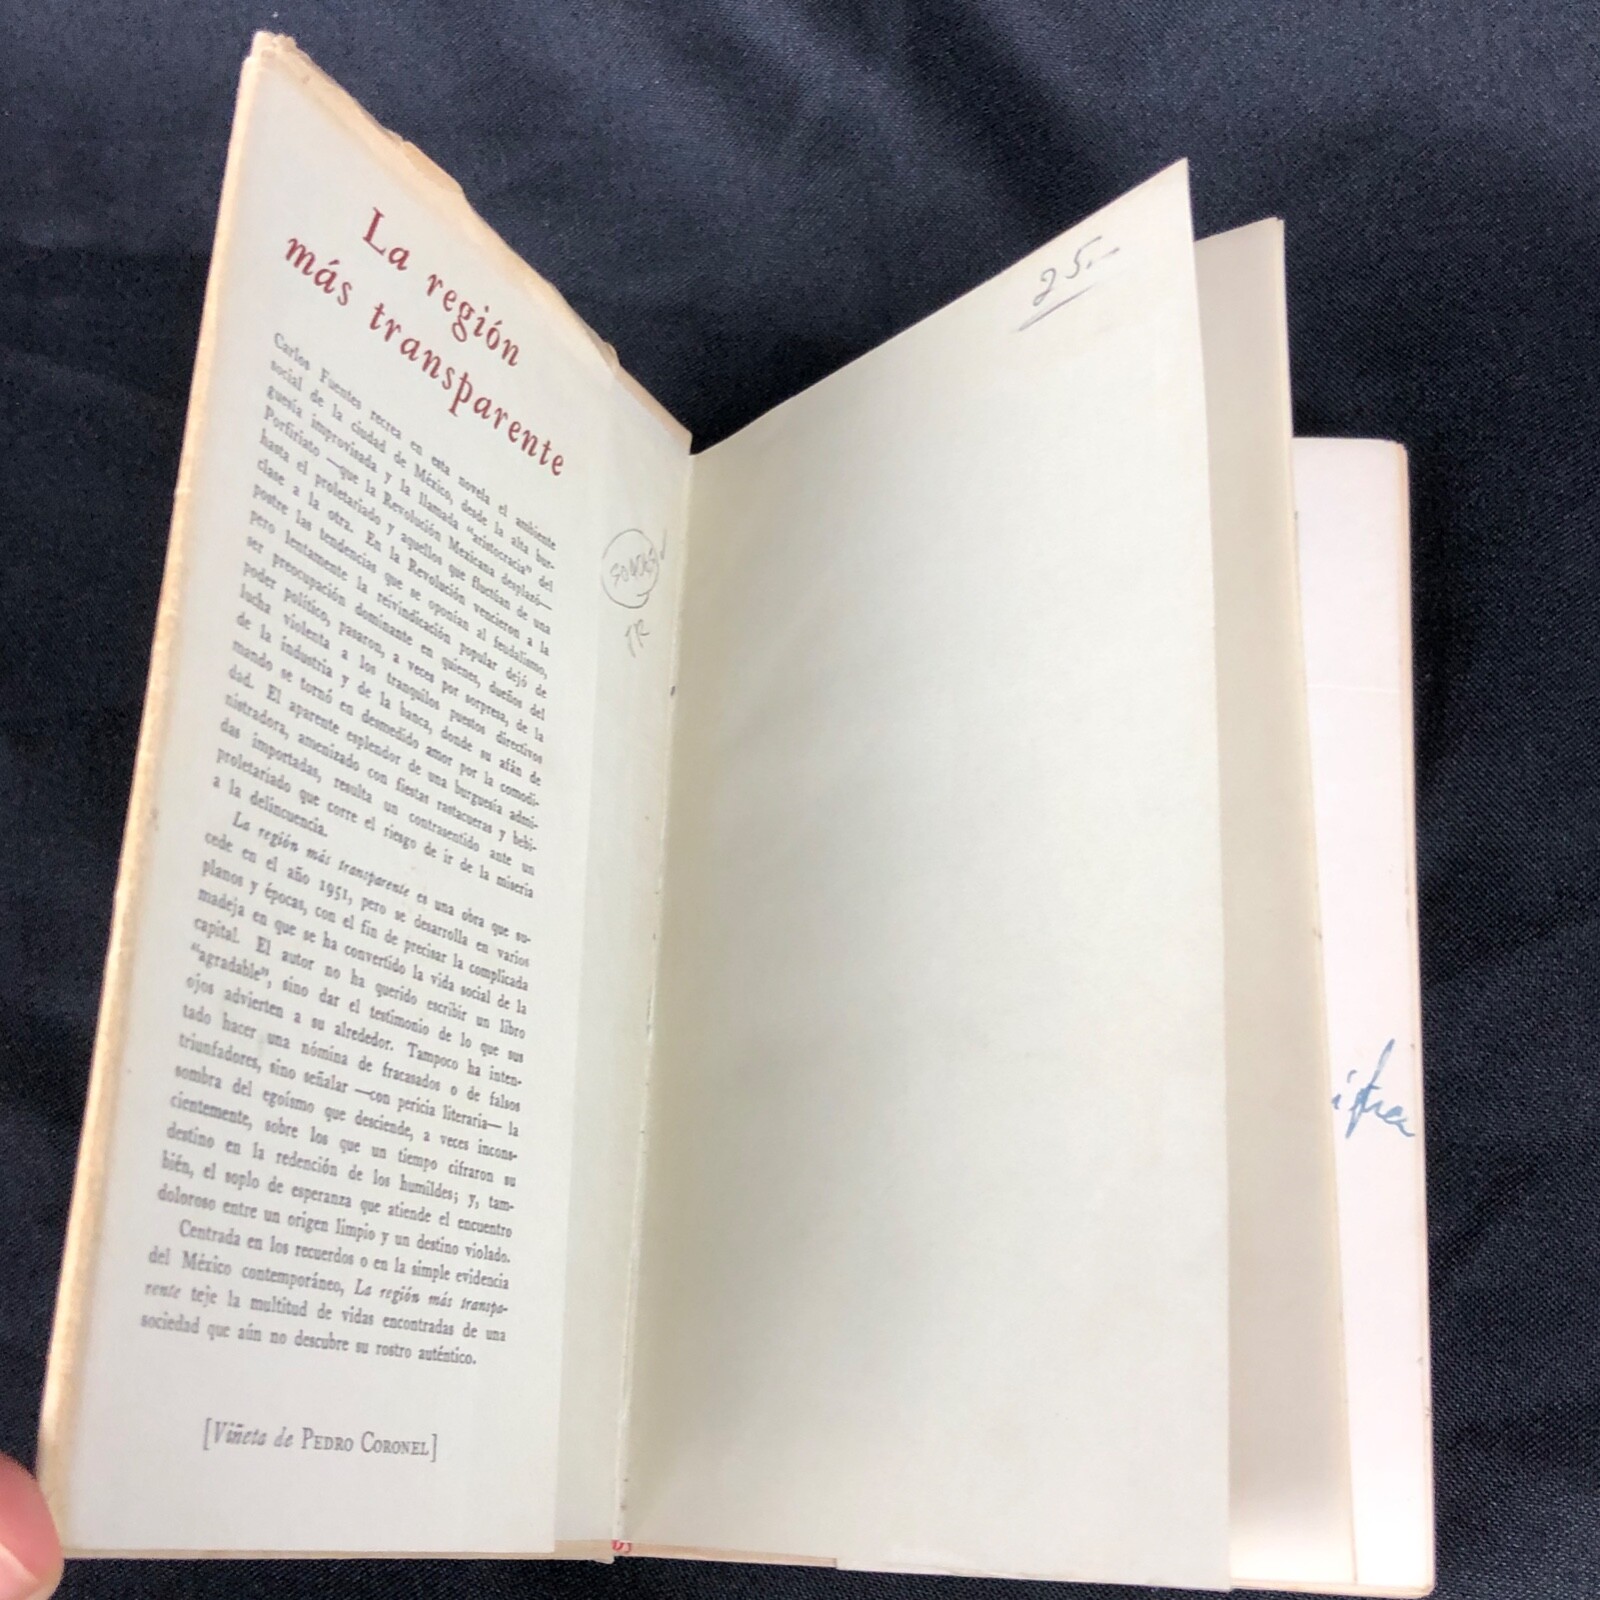 La región
más transparente
Carlos Fuentes recrea en esta novela el ambiente
social de la ciudad de México, desde la alta bur-
guesía improvisada y la llamada "aristocracia" del
Porfiriato —que la Revolución Mexicana desplazó—
hasta el proletariado y aquellos que fluctúan de una
clase a la otra. En la Revolución vencieron a la
postre las tendencias que se oponían al feudalismo,
pero lentamente la reivindicación popular dejó de
ser preocupación dominante en quienes, dueños del
poder político, pasaron, a veces por sorpresa, de la
lucha violenta a los tranquilos puestos directivos
de la industria y de la banca, donde su afán de
mando se tornó en desmedido amor por la comodi-
dad. El aparente esplendor de una burguesía admi-
nistradora, amenizado con fiestas rastacueras y bebi-
das importadas, resulta un contrasentido ante un
proletariado que corre el riesgo de ir de la miseria
a la delincuencia.
La región más transparente es una obra que su-
cede en el año 1951, pero se desarrolla en varios
planos y épocas, con el fin de precisar la complicada
madeja en que se ha convertido la vida social de la
capital. El autor no ha querido escribir un libro
"agradable", sino dar el testimonio de lo que sus
ojos advierten a su alrededor. Tampoco ha inten-
tado hacer una nómina de fracasados o de falsos
triunfadores, sino señalar —con pericia literaria— la
sombra del egoísmo que desciende, a veces incons-
cientemente, sobre los que un tiempo cifraron su
destino en la redención de los humildes; y, tam-
bién, el soplo de esperanza que atiende el encuentro
doloroso entre un origen limpio y un destino violado.
Centrada en los recuerdos o en la simple evidencia
del México contemporáneo, La región más transpa-
rente teje la multitud de vidas encontradas de una
sociedad que aún no descubre su rostro auténtico.
[Viñeta de PEDRO CORONEL]
25.—